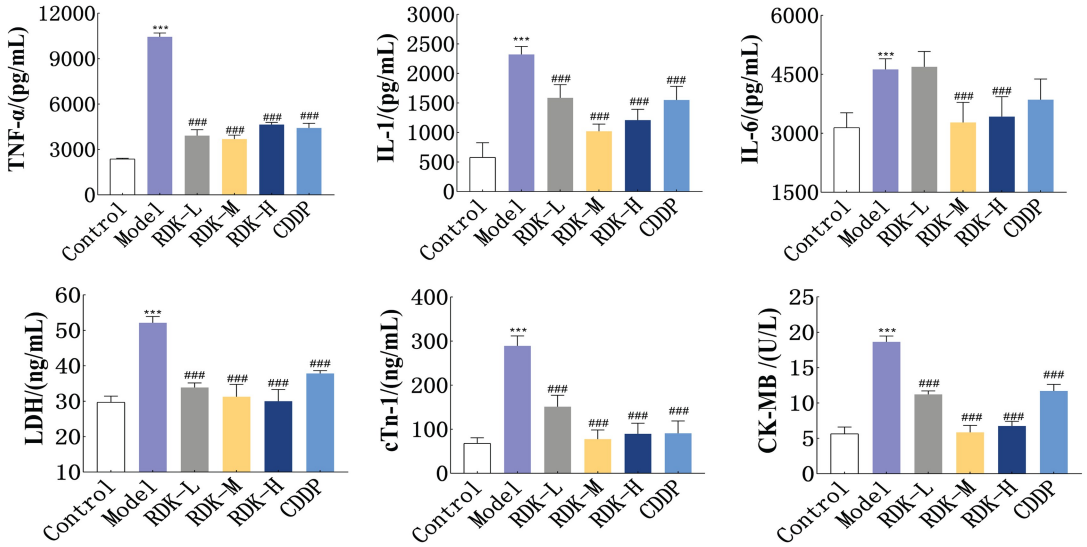 TNF-α/(pg/mL)
12000
9000
6000
3000
0
***
###
###
###
###
Control
Model
RDK-L
RDK-M
RDK-H
CDDP
IL-1/(pg/mL)
3000
2500
2000
1500
1000
500
0
***
###
###
###
###
Control
Model
RDK-L
RDK-M
RDK-H
CDDP
IL-6/(pg/mL)
6000
4500
3000
1500
***
###
###
Control
Model
RDK-L
RDK-M
RDK-H
CDDP
LDH/(ng/mL)
60
50
40
30
20
10
***
###
###
###
###
Control
Model
RDK-L
RDK-M
RDK-H
CDDP
cTn-1/(ng/mL)
400
300
200
100
0
***
###
###
###
###
Control
Model
RDK-L
RDK-M
RDK-H
CDDP
CK-MB /(U/L)
25
20
15
10
5
0
***
###
###
###
###
Control
Model
RDK-L
RDK-M
RDK-H
CDDP